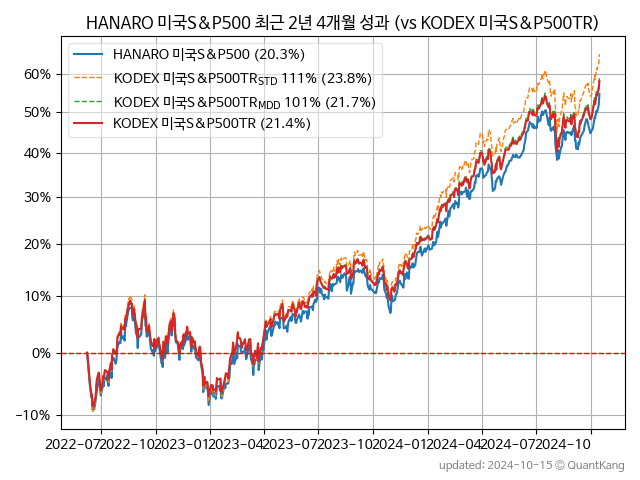 HANARO 미국S&P500 최근 2년 4개월 성과 (vs KODEX 미국S&P500TR)
HANARO 미국S&P500 (20.3%)
KODEX 미국S&P500TR_STD 111% (23.8%)
KODEX 미국S&P500TR_MDD 101% (21.7%)
KODEX 미국S&P500TR (21.4%)
60%
50%
40%
30%
20%
10%
0%
−10%
2022-07 2022-10 2023-01 2023-04 2023-07 2023-10 2024-01 2024-04 2024-07 2024-10
updated: 2024-10-15 © QuantKang